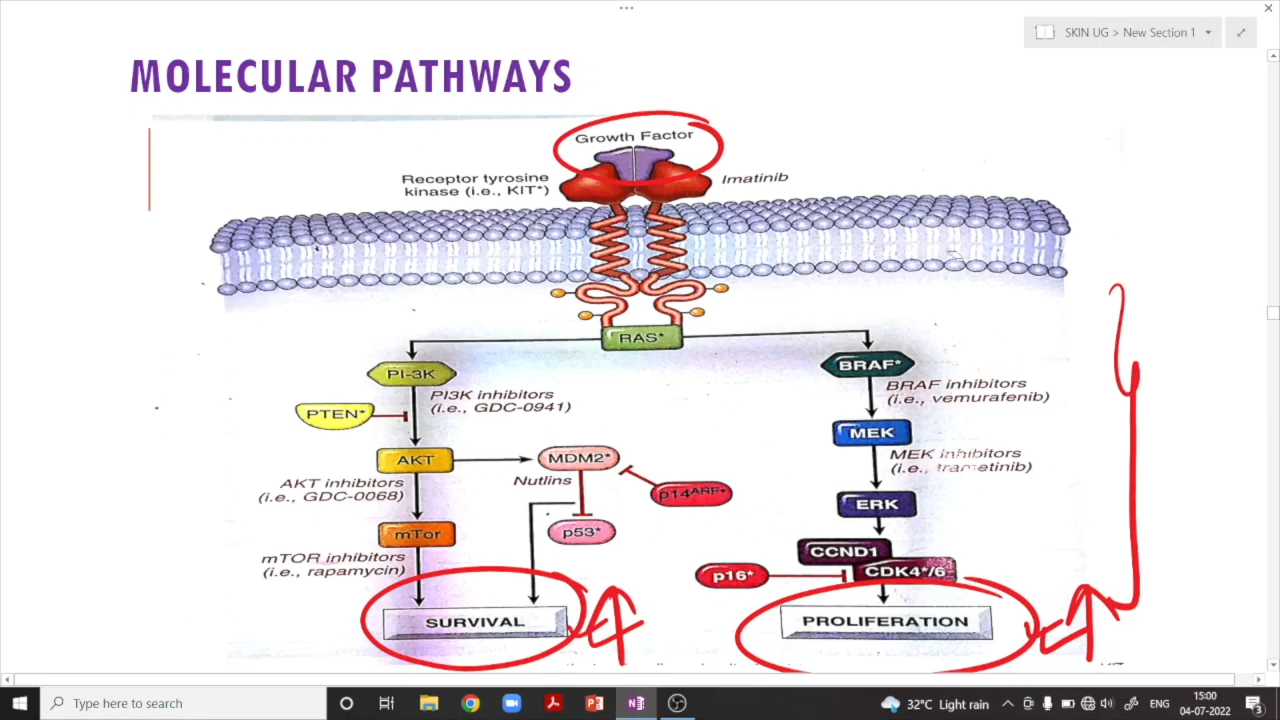 SKIN UG > New Section 1
MOLECULAR PATHWAYS
Growth Factor
Receptor tyrosine
kinase (i.e., KIT*)
Imatinib
RAS*
PI-3K
PI3K inhibitors
(i.e., GDC-0941)
PTEN*
AKT
AKT inhibitors
(i.e., GDC-0068)
MDM2*
Nutlins
p14ARF*
p53*
mTor
mTOR inhibitors
(i.e., rapamycin)
SURVIVAL
BRAF*
BRAF inhibitors
(i.e., vemurafenib)
MEK
MEK inhibitors
(i.e., trametinib)
ERK
CCND1
CDK4*/6
p16*
PROLIFERATION
Type here to search
32°C Light rain
ENG
15:00
04-07-2022
3